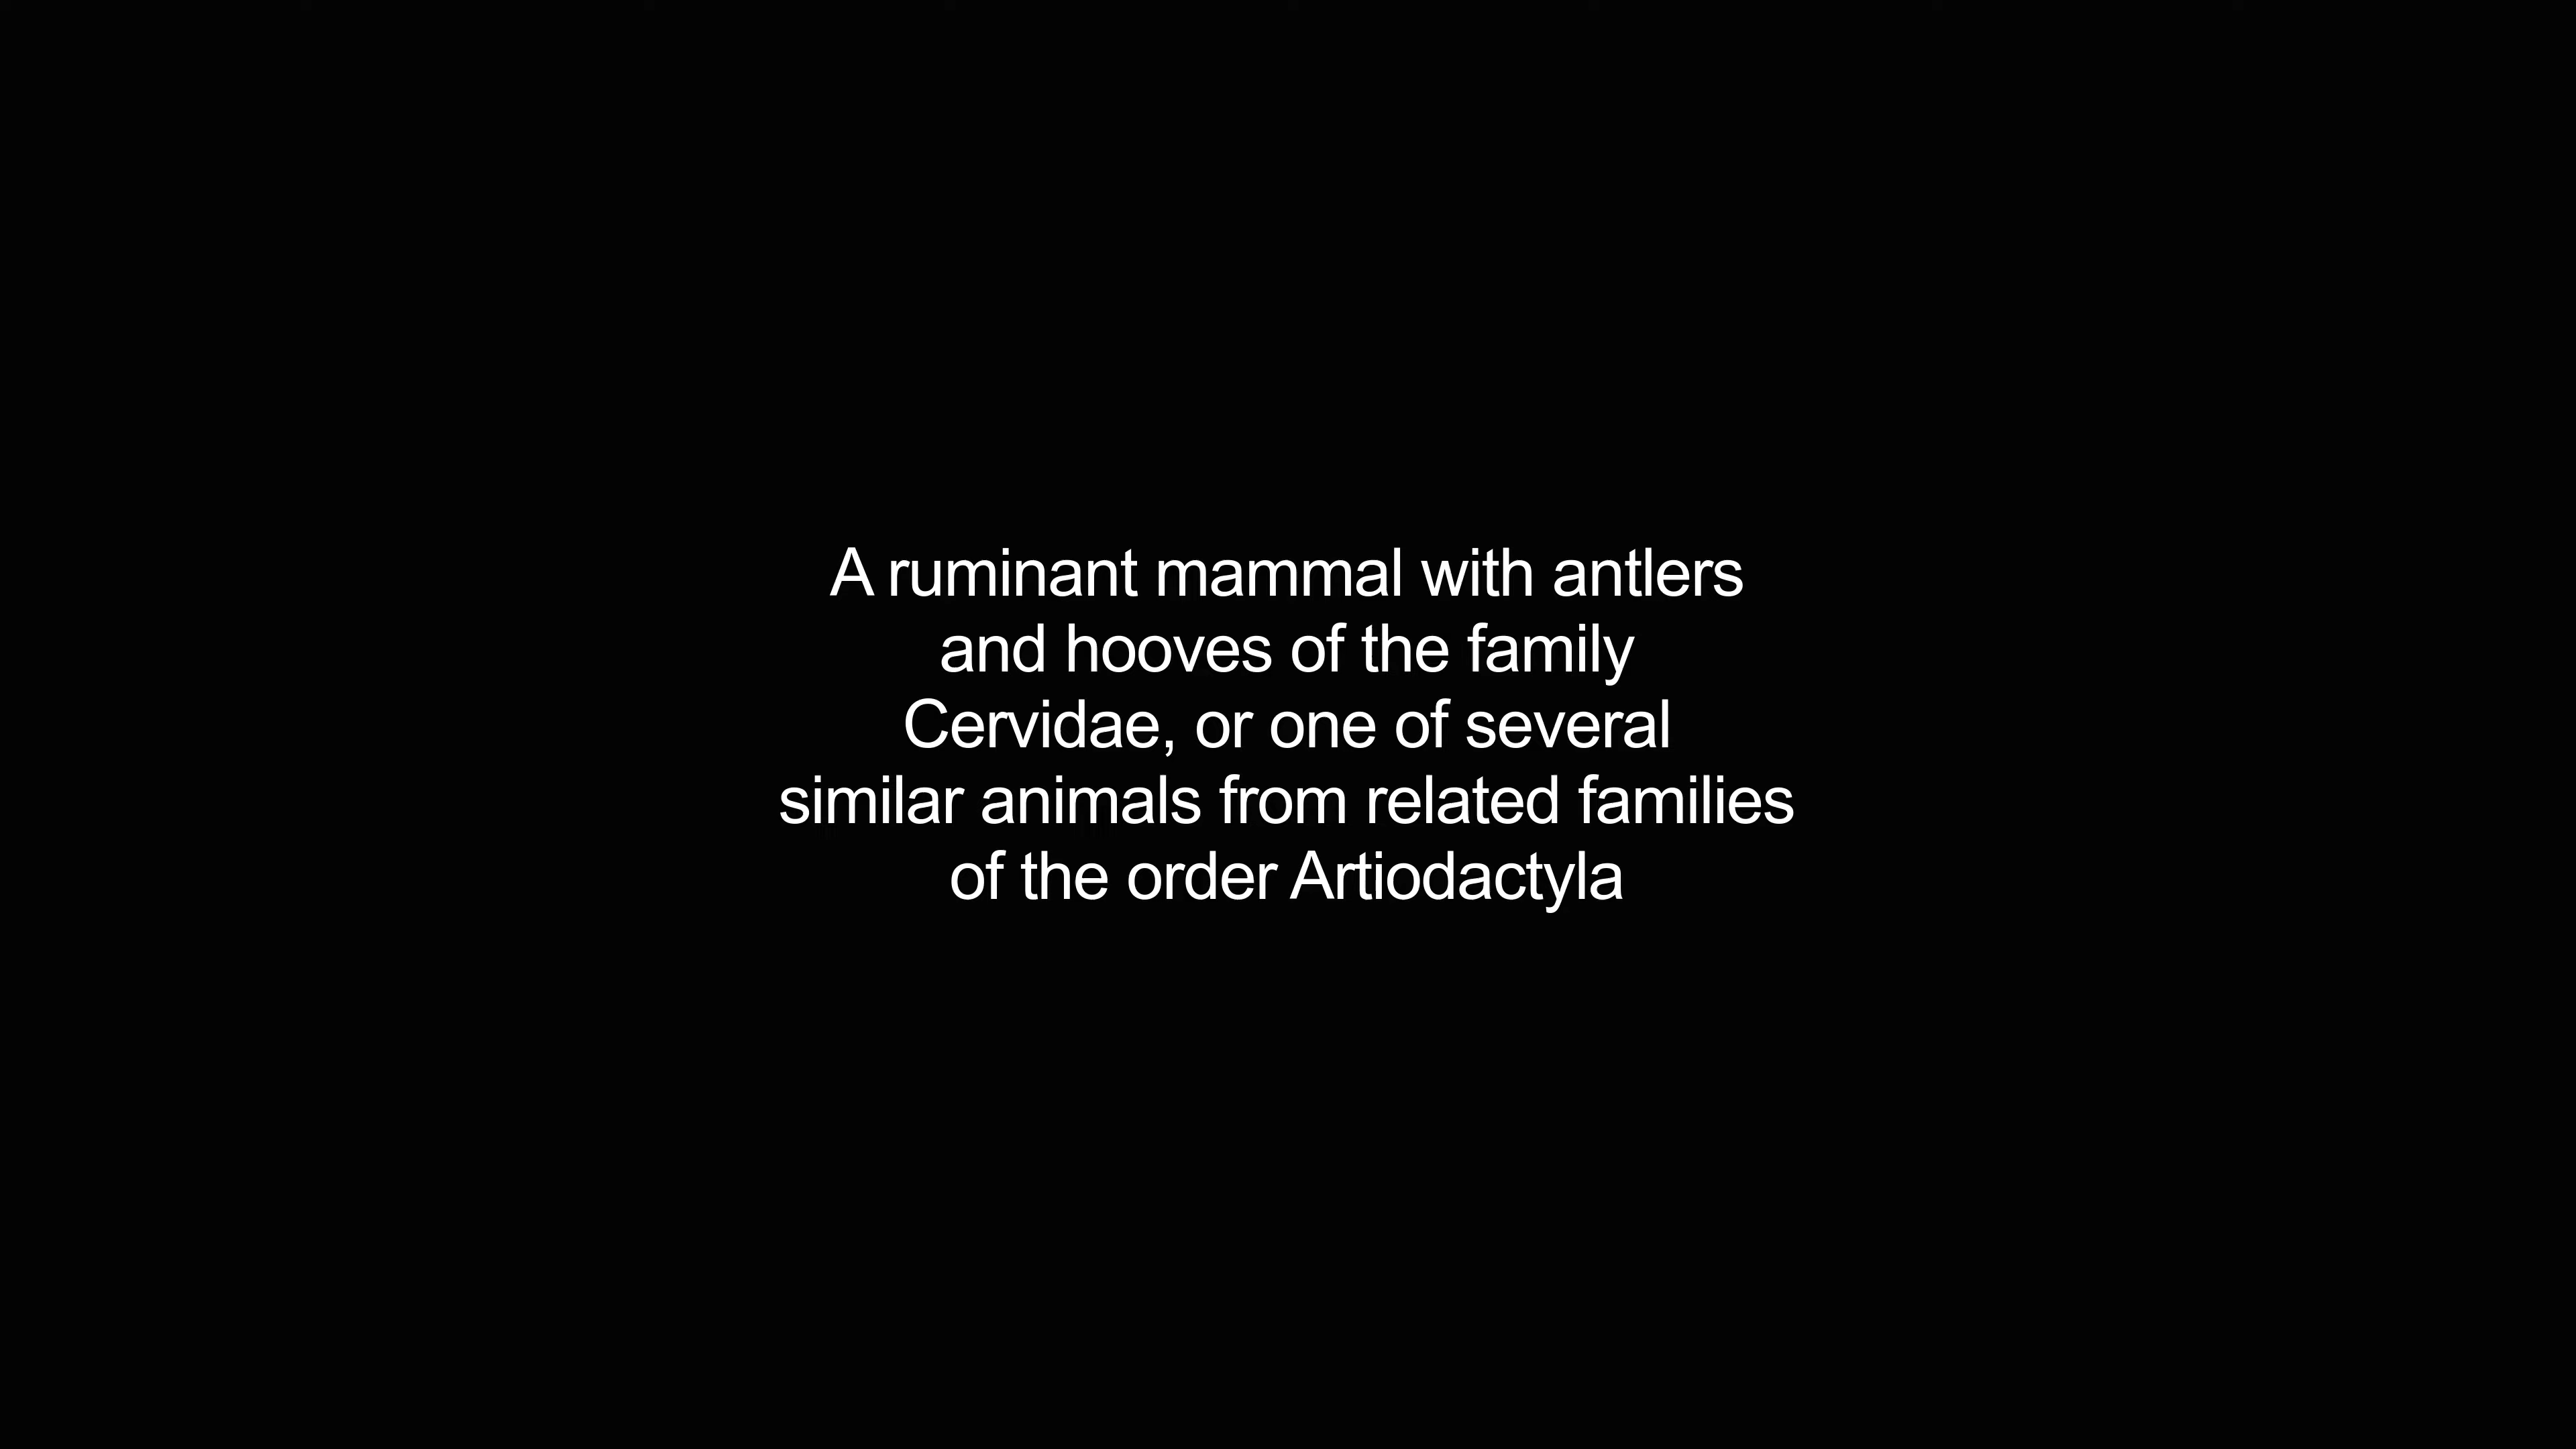 A ruminant mammal with antlers
and hooves of the family
Cervidae, or one of several
similar animals from related families
of the order Artiodactyla